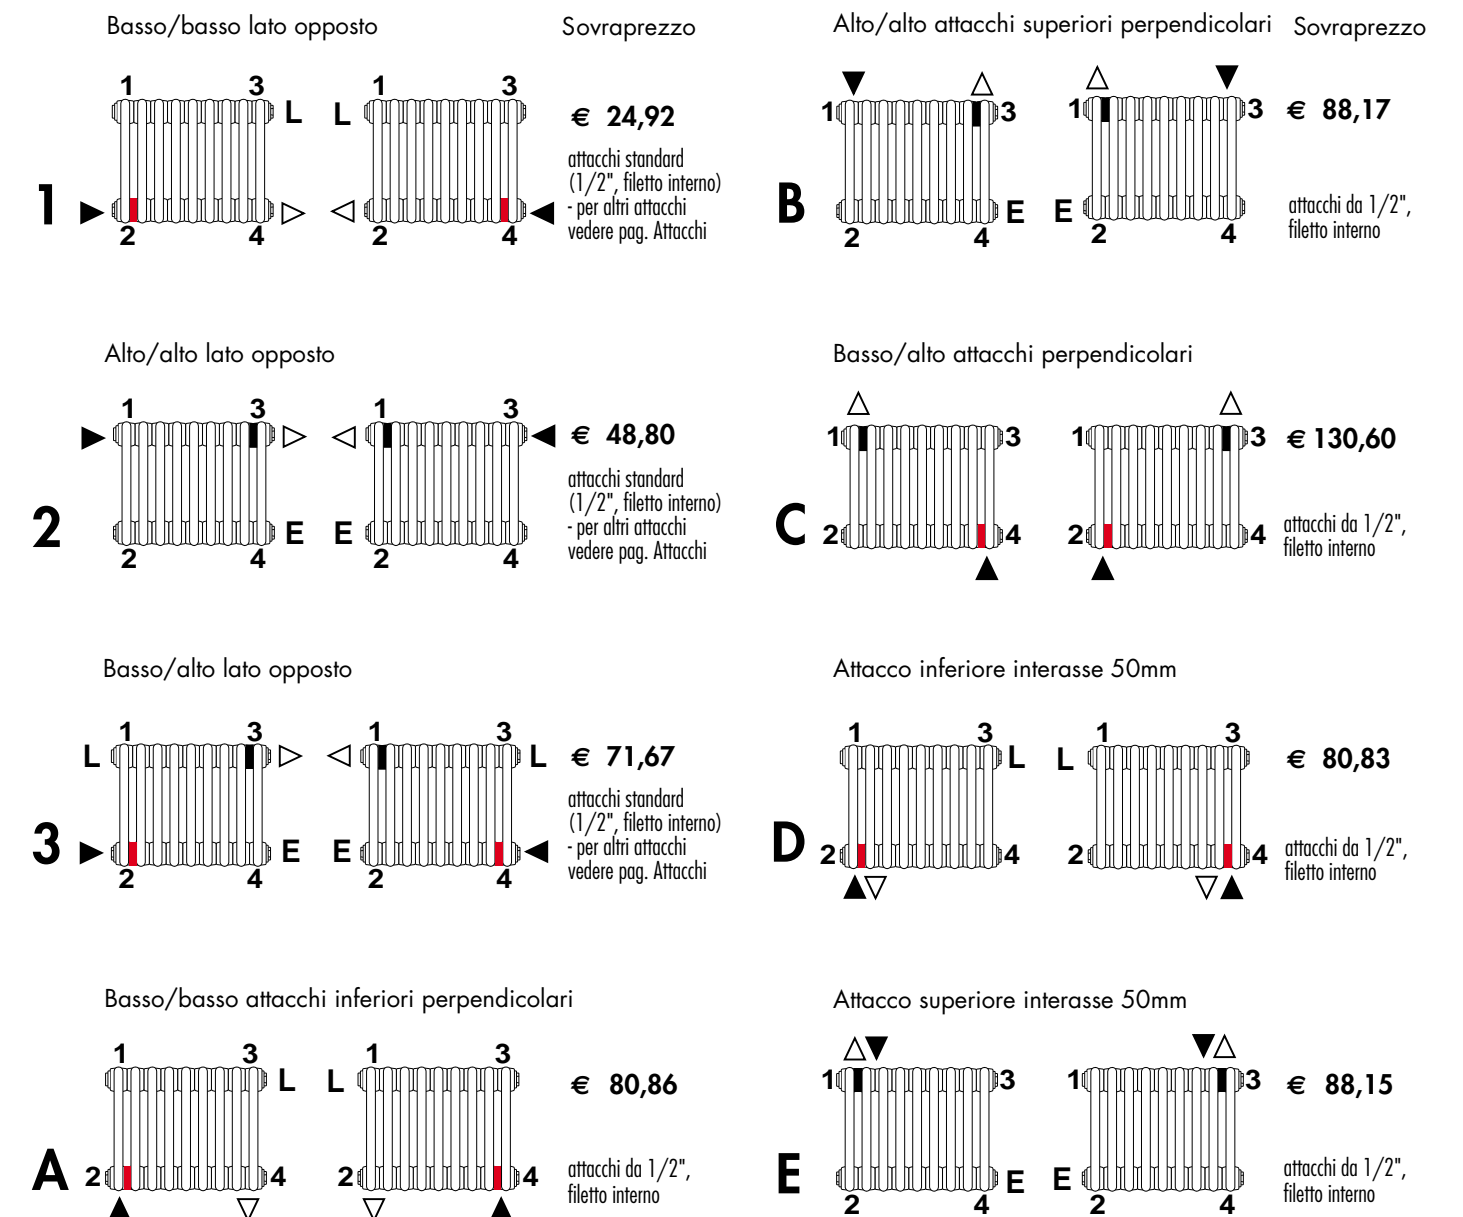 Basso/basso lato opposto
Sovraprezzo
1 3 1 3
L L
€ 24,92
attacchi standard
(1/2", filetto interno)
- per altri attacchi
vedere pag. Attacchi
1
2 4 2 4
Alto/alto attacchi superiori perpendicolari
Sovraprezzo
1 3 1 3
€ 88,17
B
E E
2 4 2 4
attacchi da 1/2",
filetto interno
Alto/alto lato opposto
1 3 1 3
€ 48,80
attacchi standard
(1/2", filetto interno)
- per altri attacchi
vedere pag. Attacchi
2
E E
2 4 2 4
Basso/alto attacchi perpendicolari
1 3 1 3
€ 130,60
C
2 4 2 4
attacchi da 1/2",
filetto interno
Basso/alto lato opposto
1 3 1 3
L L
€ 71,67
attacchi standard
(1/2", filetto interno)
- per altri attacchi
vedere pag. Attacchi
3
E E
2 4 2 4
Attacco inferiore interasse 50mm
1 3 1 3
L L
€ 80,83
D
2 4 2 4
attacchi da 1/2",
filetto interno
Basso/basso attacchi inferiori perpendicolari
1 3 1 3
L L
€ 80,86
A
2 4 2 4
attacchi da 1/2",
filetto interno
Attacco superiore interasse 50mm
1 3 1 3
€ 88,15
E
E E
2 4 2 4
attacchi da 1/2",
filetto interno